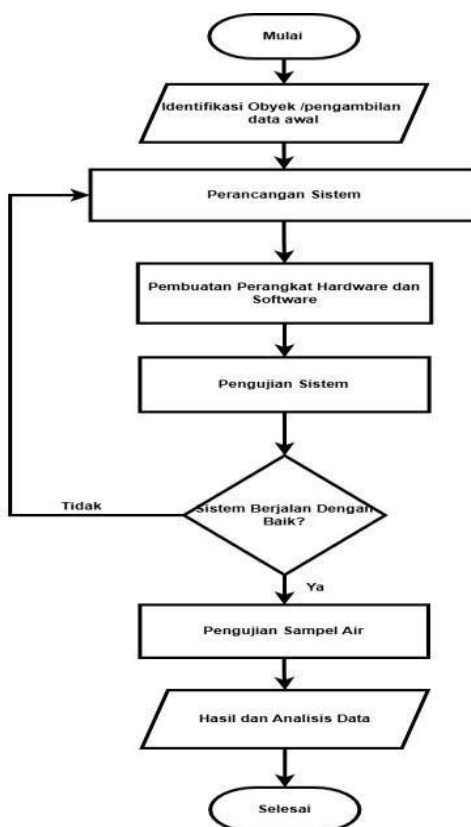 Mulai
Identifikasi Obyek /pengambilan
data awal
Perancangan Sistem
Pembuatan Perangkat Hardware dan
Software
Pengujian Sistem
Sistem Berjalan Dengan
Baik?
Tidak
Ya
Pengujian Sampel Air
Hasil dan Analisis Data
Selesai